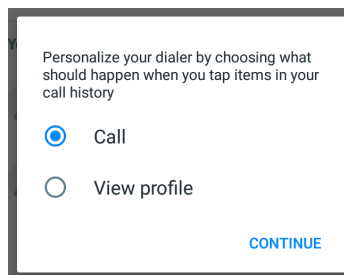 Personalize your dialer by choosing what
should happen when you tap items in your
call history
Call
View profile
CONTINUE